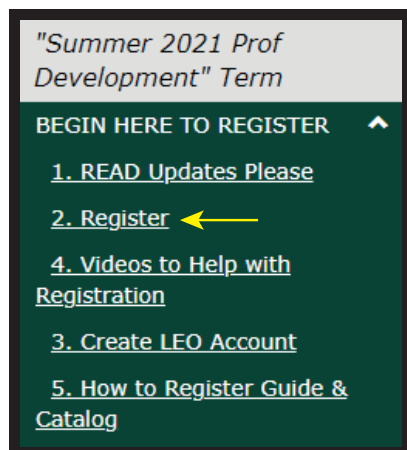 "Summer 2021 Prof
Development" Term
BEGIN HERE TO REGISTER
1. READ Updates Please
2. Register
4. Videos to Help with
Registration
3. Create LEO Account
5. How to Register Guide &
Catalog